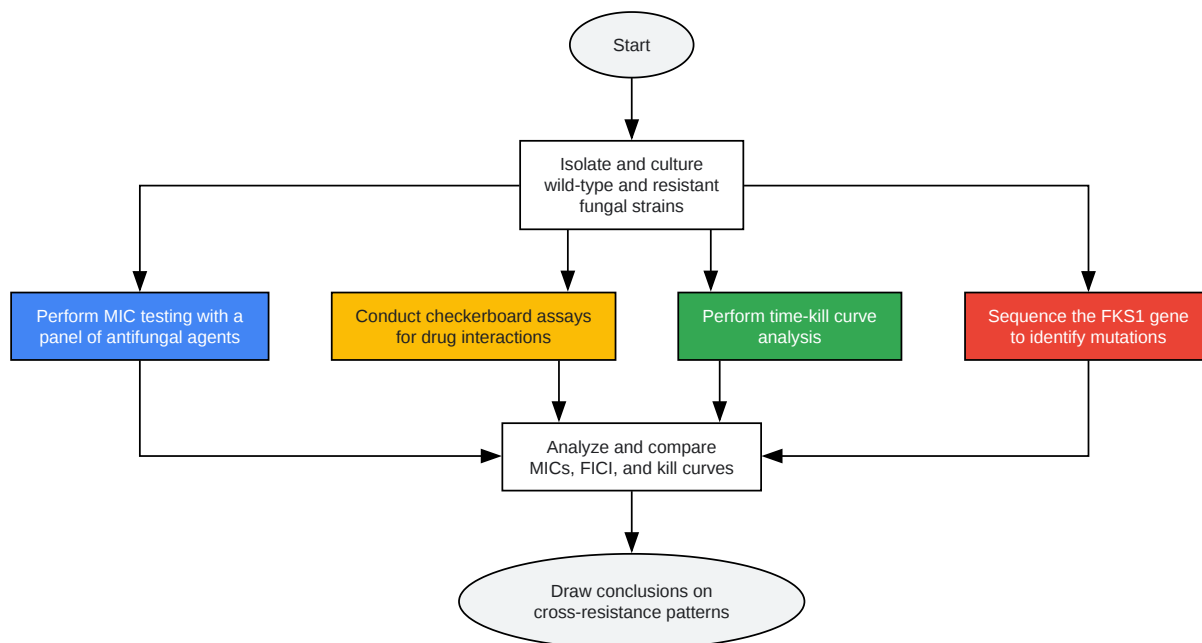 Start
Isolate and culture
wild-type and resistant
fungal strains
Perform MIC testing with a
panel of antifungal agents
Conduct checkerboard assays
for drug interactions
Perform time-kill curve
analysis
Sequence the FKS1 gene
to identify mutations
Analyze and compare
MICs, FICI, and kill curves
Draw conclusions on
cross-resistance patterns